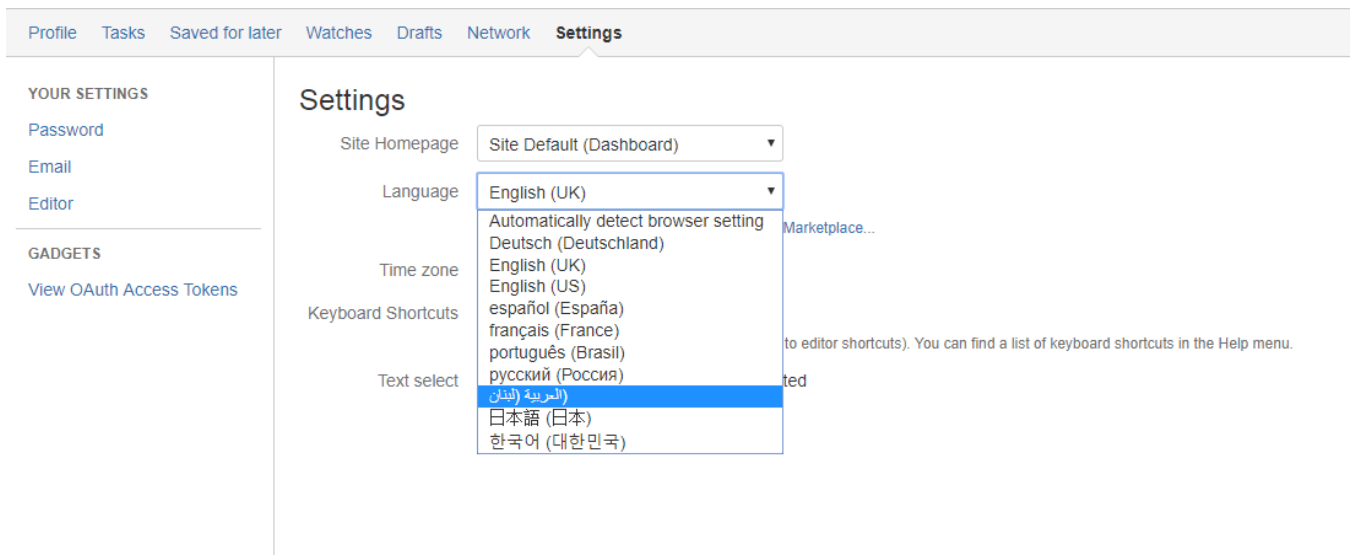 Profile Tasks Saved for later Watches Drafts Network Settings
YOUR SETTINGS
Password
Email
Editor
GADGETS
View OAuth Access Tokens
Settings
Site Homepage Site Default (Dashboard)
Language English (UK)
Automatically detect browser setting
Marketplace...
Deutsch (Deutschland)
English (UK)
Time zone
English (US)
español (España)
Keyboard Shortcuts
français (France)
to editor shortcuts). You can find a list of keyboard shortcuts in the Help menu.
português (Brasil)
русский (Россия)
Text select ted
العربية (لبنان)
日本語 (日本)
한국어 (대한민국)